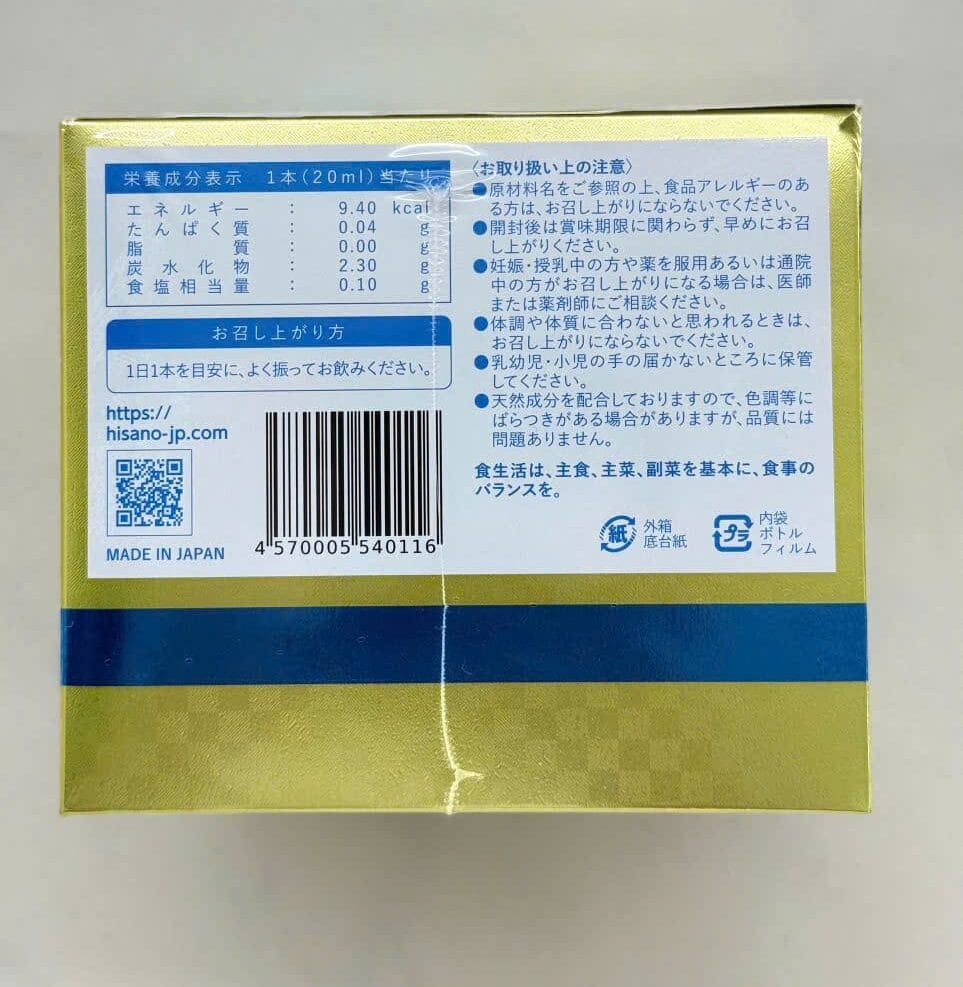 栄養成分表示 1本(20ml)当たり
エネルギー : 9.40 kcal
たんぱく質 : 0.04 g
脂質 : 0.00 g
炭水化物 : 2.30 g
食塩相当量 : 0.10 g
お召し上がり方
1日1本を目安に、よく振ってお飲みください。
https://
hisano-jp.com
MADE IN JAPAN
4 570005 540116
〈お取り扱い上の注意〉
●原材料名をご参照の上、食品アレルギーのあ
る方は、お召し上がりにならないでください。
●開封後は賞味期限に関わらず、早めにお召
し上がりください。
●妊娠・授乳中の方や薬を服用あるいは通院
中の方がお召し上がりになる場合は、医師
または薬剤師にご相談ください。
●体調や体質に合わないと思われるときは、
お召し上がりにならないでください。
●乳幼児・小児の手の届かないところに保管
してください。
●天然成分を配合しておりますので、色調等に
ばらつきがある場合がありますが、品質には
問題ありません。
食生活は、主食、主菜、副菜を基本に、食事の
バランスを。
紙
外箱
底台紙
プラ
内袋
ボトル
フィルム